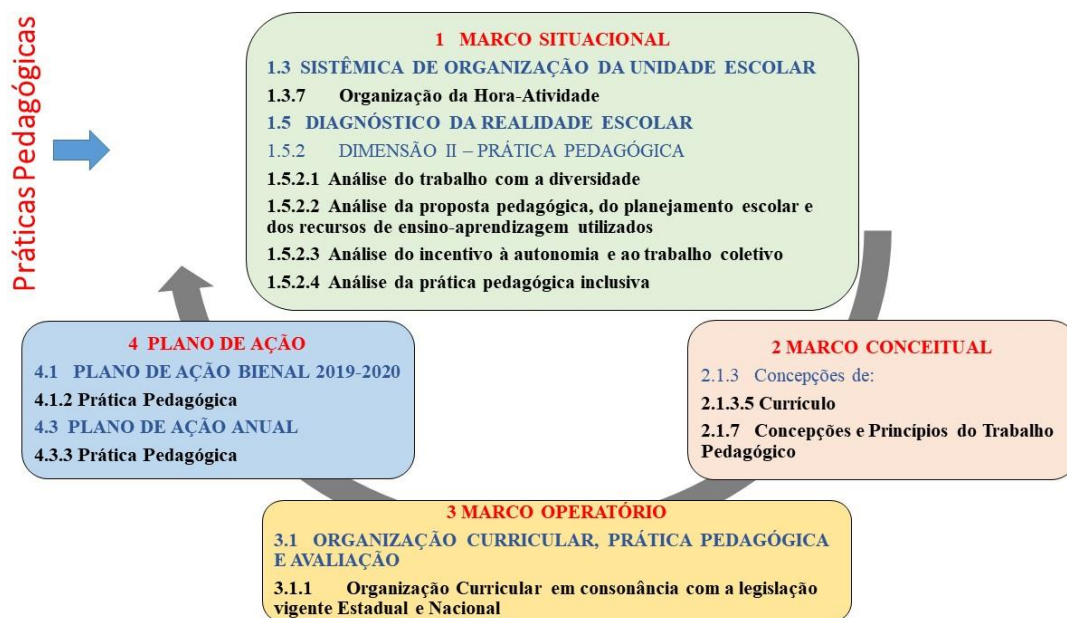 Práticas Pedagógicas
1 MARCO SITUACIONAL
1.3 SISTÊMICA DE ORGANIZAÇÃO DA UNIDADE ESCOLAR
1.3.7 Organização da Hora-Atividade
1.5 DIAGNÓSTICO DA REALIDADE ESCOLAR
1.5.2 DIMENSÃO II – PRÁTICA PEDAGÓGICA
1.5.2.1 Análise do trabalho com a diversidade
1.5.2.2 Análise da proposta pedagógica, do planejamento escolar e
dos recursos de ensino-aprendizagem utilizados
1.5.2.3 Análise do incentivo à autonomia e ao trabalho coletivo
1.5.2.4 Análise da prática pedagógica inclusiva
2 MARCO CONCEITUAL
2.1.3 Concepções de:
2.1.3.5 Currículo
2.1.7 Concepções e Princípios do Trabalho
Pedagógico
3 MARCO OPERATÓRIO
3.1 ORGANIZAÇÃO CURRICULAR, PRÁTICA PEDAGÓGICA
E AVALIAÇÃO
3.1.1 Organização Curricular em consonância com a legislação
vigente Estadual e Nacional
4 PLANO DE AÇÃO
4.1 PLANO DE AÇÃO BIENAL 2019-2020
4.1.2 Prática Pedagógica
4.3 PLANO DE AÇÃO ANUAL
4.3.3 Prática Pedagógica